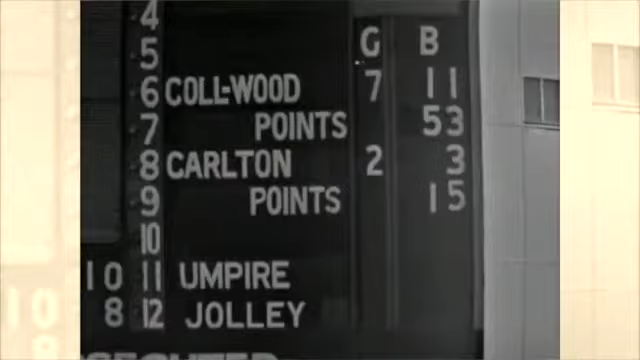 4
5 G B
6 COLL-WOOD 7 11
7 POINTS 53
8 CARLTON 2 3
9 POINTS 15
10
10 11 UMPIRE
8 12 JOLLEY